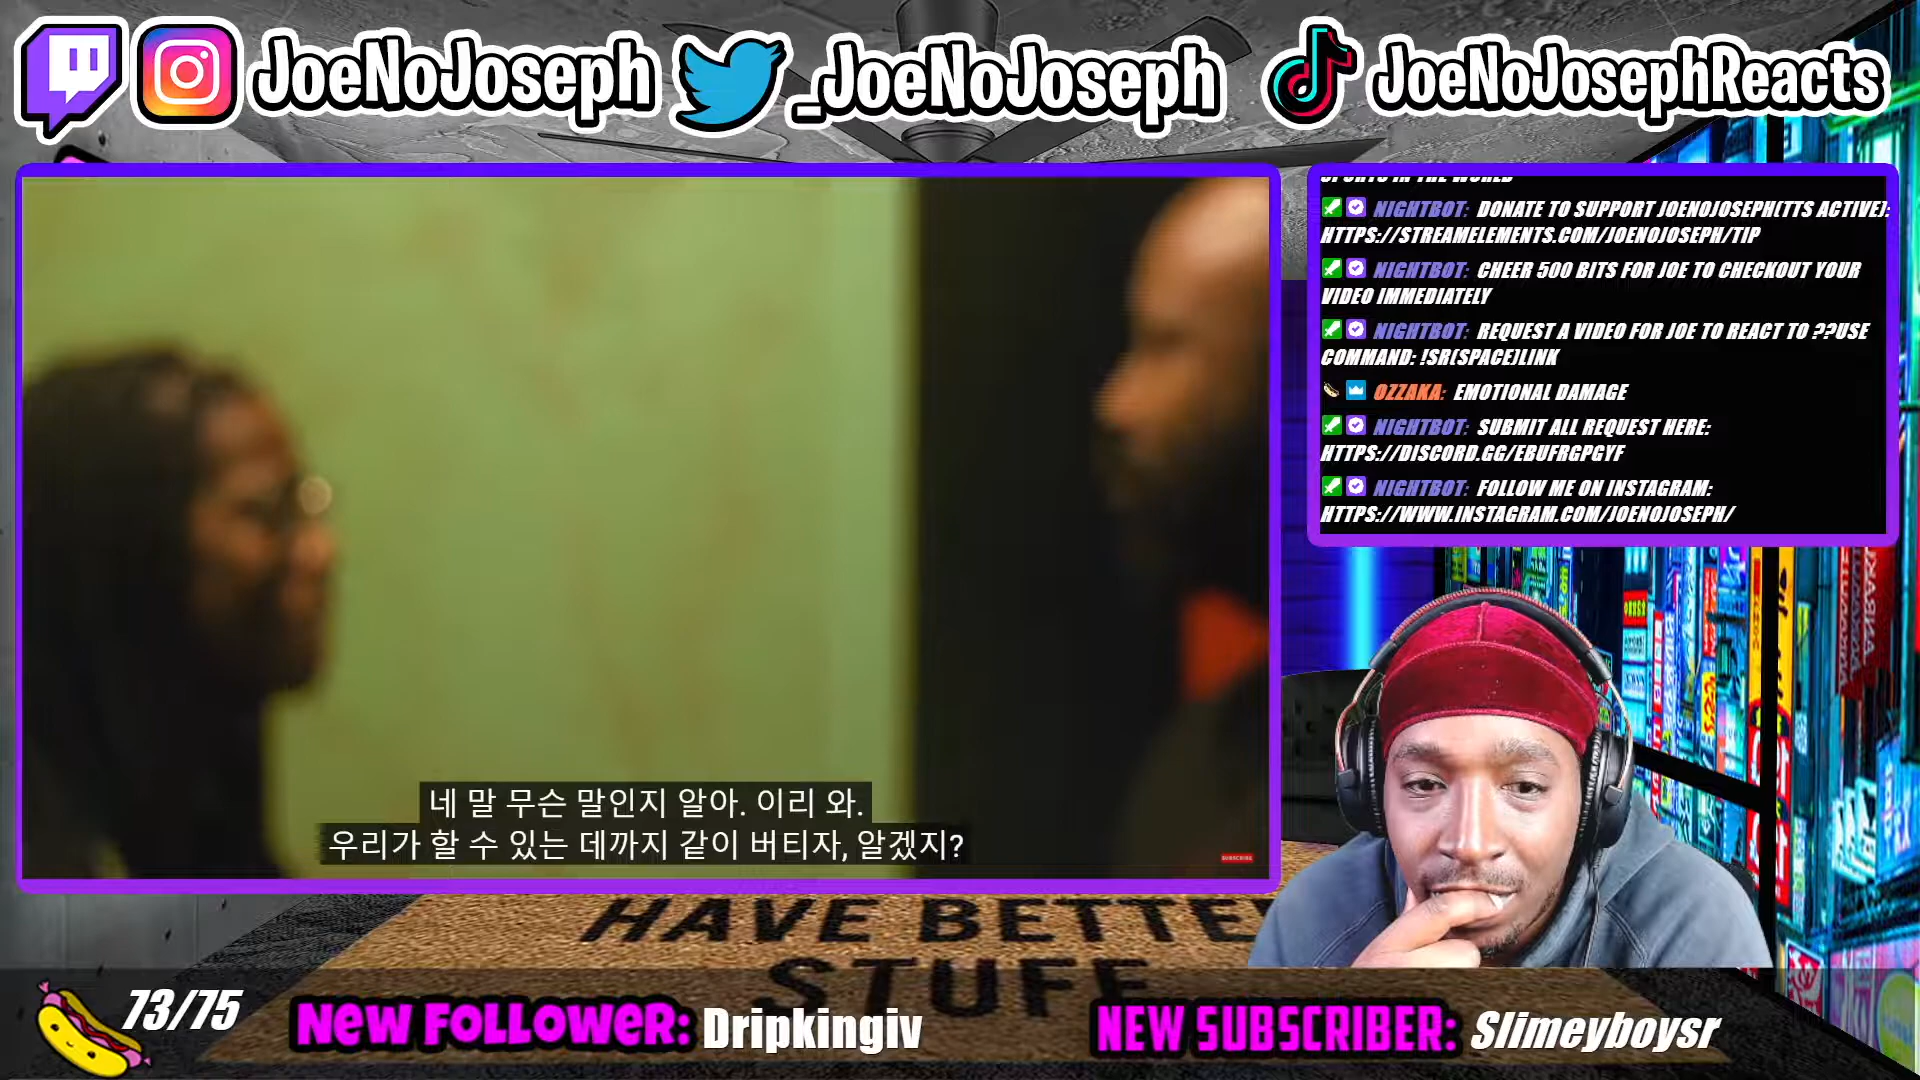 JoeNoJoseph
_JoeNoJoseph
JoeNoJosephReacts
SPORTS IN THE WORLD
NIGHTBOT: DONATE TO SUPPORT JOENOJOSEPH(TTS ACTIVE):
HTTPS://STREAMELEMENTS.COM/JOENOJOSEPH/TIP
NIGHTBOT: CHEER 500 BITS FOR JOE TO CHECKOUT YOUR
VIDEO IMMEDIATELY
NIGHTBOT: REQUEST A VIDEO FOR JOE TO REACT TO ??USE
COMMAND: !SR(SPACE)LINK
OZZAKA: EMOTIONAL DAMAGE
NIGHTBOT: SUBMIT ALL REQUEST HERE:
HTTPS://DISCORD.GG/EBUFRGPGYF
NIGHTBOT: FOLLOW ME ON INSTAGRAM:
HTTPS://WWW.INSTAGRAM.COM/JOENOJOSEPH/
네 말 무슨 말인지 알아. 이리 와.
우리가 할 수 있는 데까지 같이 버티자, 알겠지?
SUBSCRIBE
HAVE BETTE
STUFF
73/75
NEW FOLLOWER: Dripkingiv
NEW SUBSCRIBER: Slimeyboysr